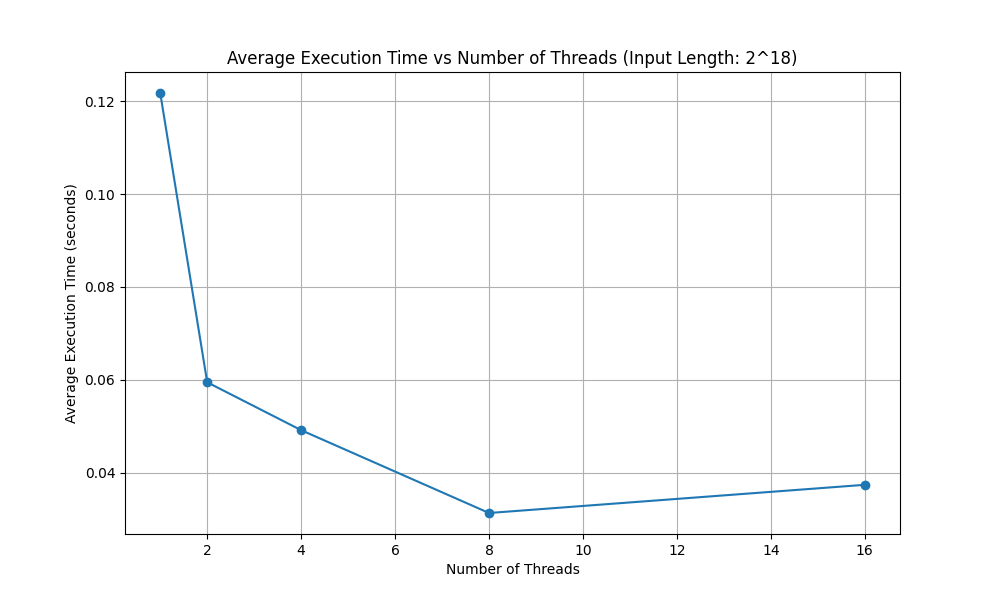 Average Execution Time vs Number of Threads (Input Length: 2^18)
0.12
0.10
0.08
0.06
0.04
Average Execution Time (seconds)
2 4 6 8 10 12 14 16
Number of Threads